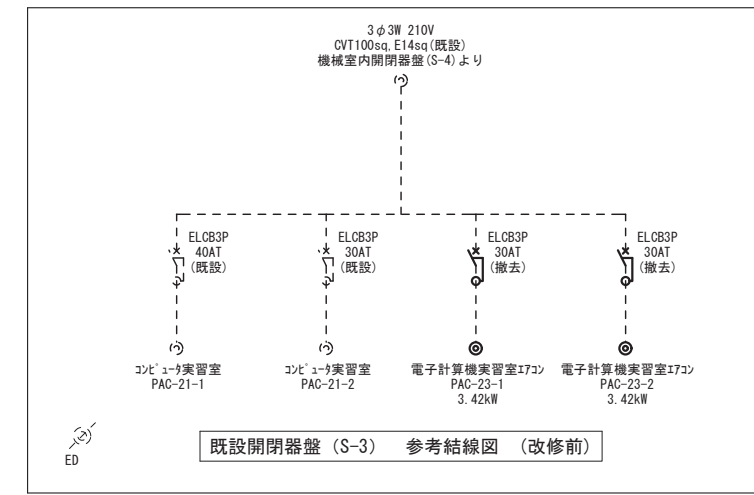 3φ3W 210V
CVT100sq,E14sq(既設)
機械室内開閉器盤(S-4)より
ELCB3P
40AT
(既設)
ELCB3P
30AT
(既設)
ELCB3P
30AT
(撤去)
ELCB3P
30AT
(撤去)
ｺﾝﾋﾟｭｰﾀ実習室
PAC-21-1
ｺﾝﾋﾟｭｰﾀ実習室
PAC-21-2
電子計算機実習室ｴｱｺﾝ
PAC-23-1
3.42kW
電子計算機実習室ｴｱｺﾝ
PAC-23-2
3.42kW
ED
既設開閉器盤 (S-3) 参考結線図 (改修前)